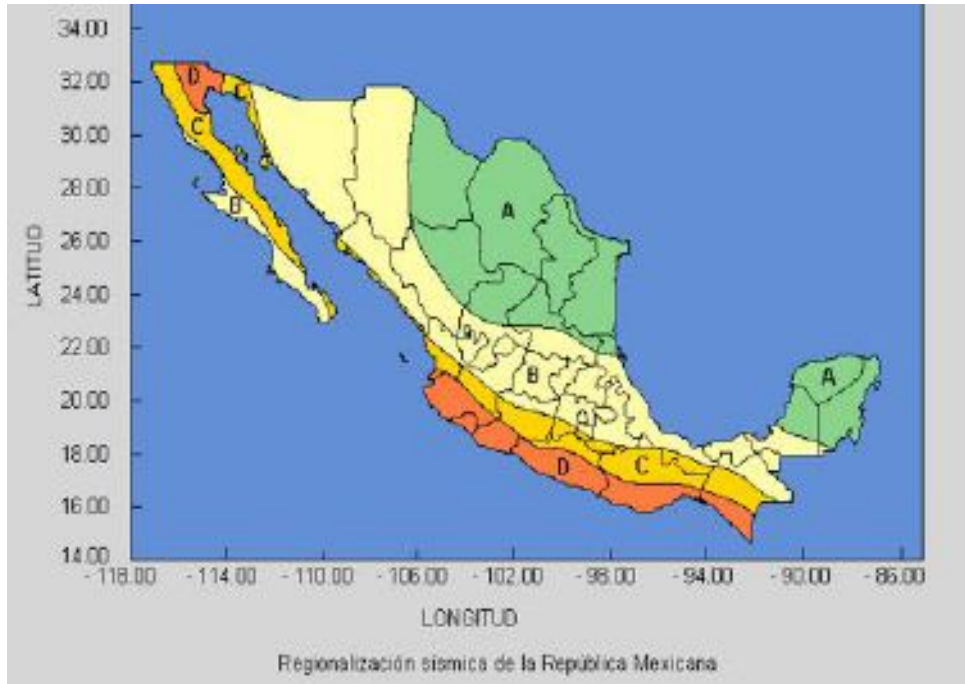 34.00
32.00
30.00
28.00
26.00
24.00
22.00
20.00
18.00
16.00
14.00
LATITUD
D
C
C
B
A
B
A
D
C
- 118.00 - 114.00 - 110.00 - 106.00 - 102.00 - 98.00 - 94.00 - 90.00 - 86.00
LONGITUD
Regionalización sísmica de la República Mexicana